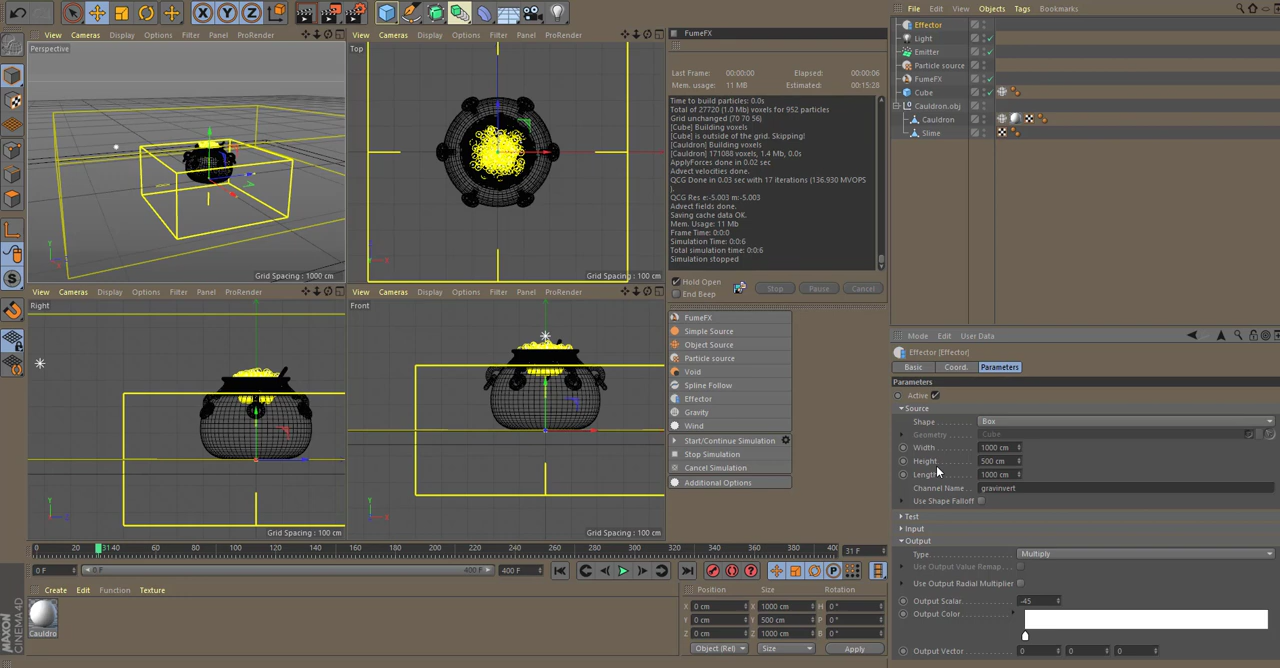 File Edit View Objects Tags Bookmarks
X Y Z
Effector
Light
Emitter
Particle source
FumeFX
Cube
Cauldron.obj
Cauldron
Slime
View Cameras Display Options Filter Panel ProRender
Perspective
Grid Spacing : 1000 cm
View Cameras Display Options Filter Panel ProRender
Top
Grid Spacing : 100 cm
View Cameras Display Options Filter Panel ProRender
Right
Grid Spacing : 100 cm
View Cameras Display Options Filter Panel ProRender
Front
Grid Spacing : 100 cm
FumeFX
Last Frame: 00:00:00 Elapsed: 00:00:06
Mem. usage: 11 MB Estimated: 00:15:28
Time to build particles: 0.0s
Total of 27720 (1.0 Mb) voxels for 952 particles
Grid unchanged (70 70 56)
[Cube] Building voxels
[Cube] is outside of the grid. Skipping!
[Cauldron] Building voxels
[Cauldron] 171088 voxels, 1.4 Mb, 0.0s
ApplyForces done in 0.02 sec
Advect velocities done.
QCG Done in 0.03 sec with 17 iterations (136.930 MVOPS
).
QCG Res e:-5.003 m:-5.003
Advect fields done.
Saving cache data OK.
Mem. Usage: 11 Mb
Frame Time: 0:0:0
Simulation Time: 0:0:6
Total simulation time: 0:0:6
Simulation stopped
Hold Open
End Beep
Stop Pause Cancel
FumeFX
Simple Source
Object Source
Particle source
Void
Spline Follow
Effector
Gravity
Wind
Start/Continue Simulation
Stop Simulation
Cancel Simulation
Additional Options
Mode Edit User Data
Effector [Effector]
Basic Coord. Parameters
Parameters
Active
Source
Shape Box
Geometry Cube
Width 1000 cm
Height 500 cm
Length 1000 cm
Channel Name gravinvert
Use Shape Falloff
Test
Input
Output
Type Multiply
Use Output Value Remap
Use Output Radial Multiplier
Output Scalar -45
Output Color
Output Vector 0 0 0
0 20 3140 60 80 100 120 140 160 180 200 220 240 260 280 300 320 340 360 380 400 31 F
0 F 0 F 400 F 400 F
Create Edit Function Texture
Cauldro
Position Size Rotation
X 0 cm X 1000 cm H 0 °
Y 0 cm Y 500 cm P 0 °
Z 0 cm Z 1000 cm B 0 °
Object (Rel) Size Apply
MAXON
CINEMA 4D